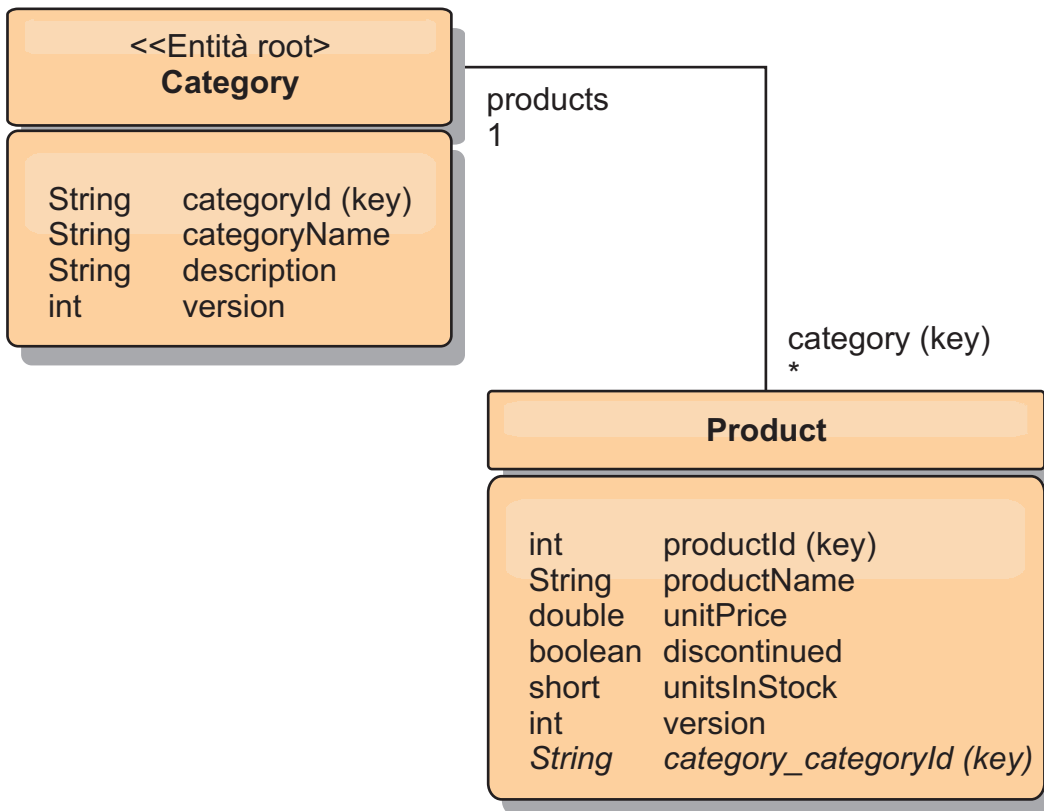 <<Entità root>
Category
String categoryId (key)
String categoryName
String description
int version
products
1
category (key)
*
Product
int productId (key)
String productName
double unitPrice
boolean discontinued
short unitsInStock
int version
String category_categoryId (key)